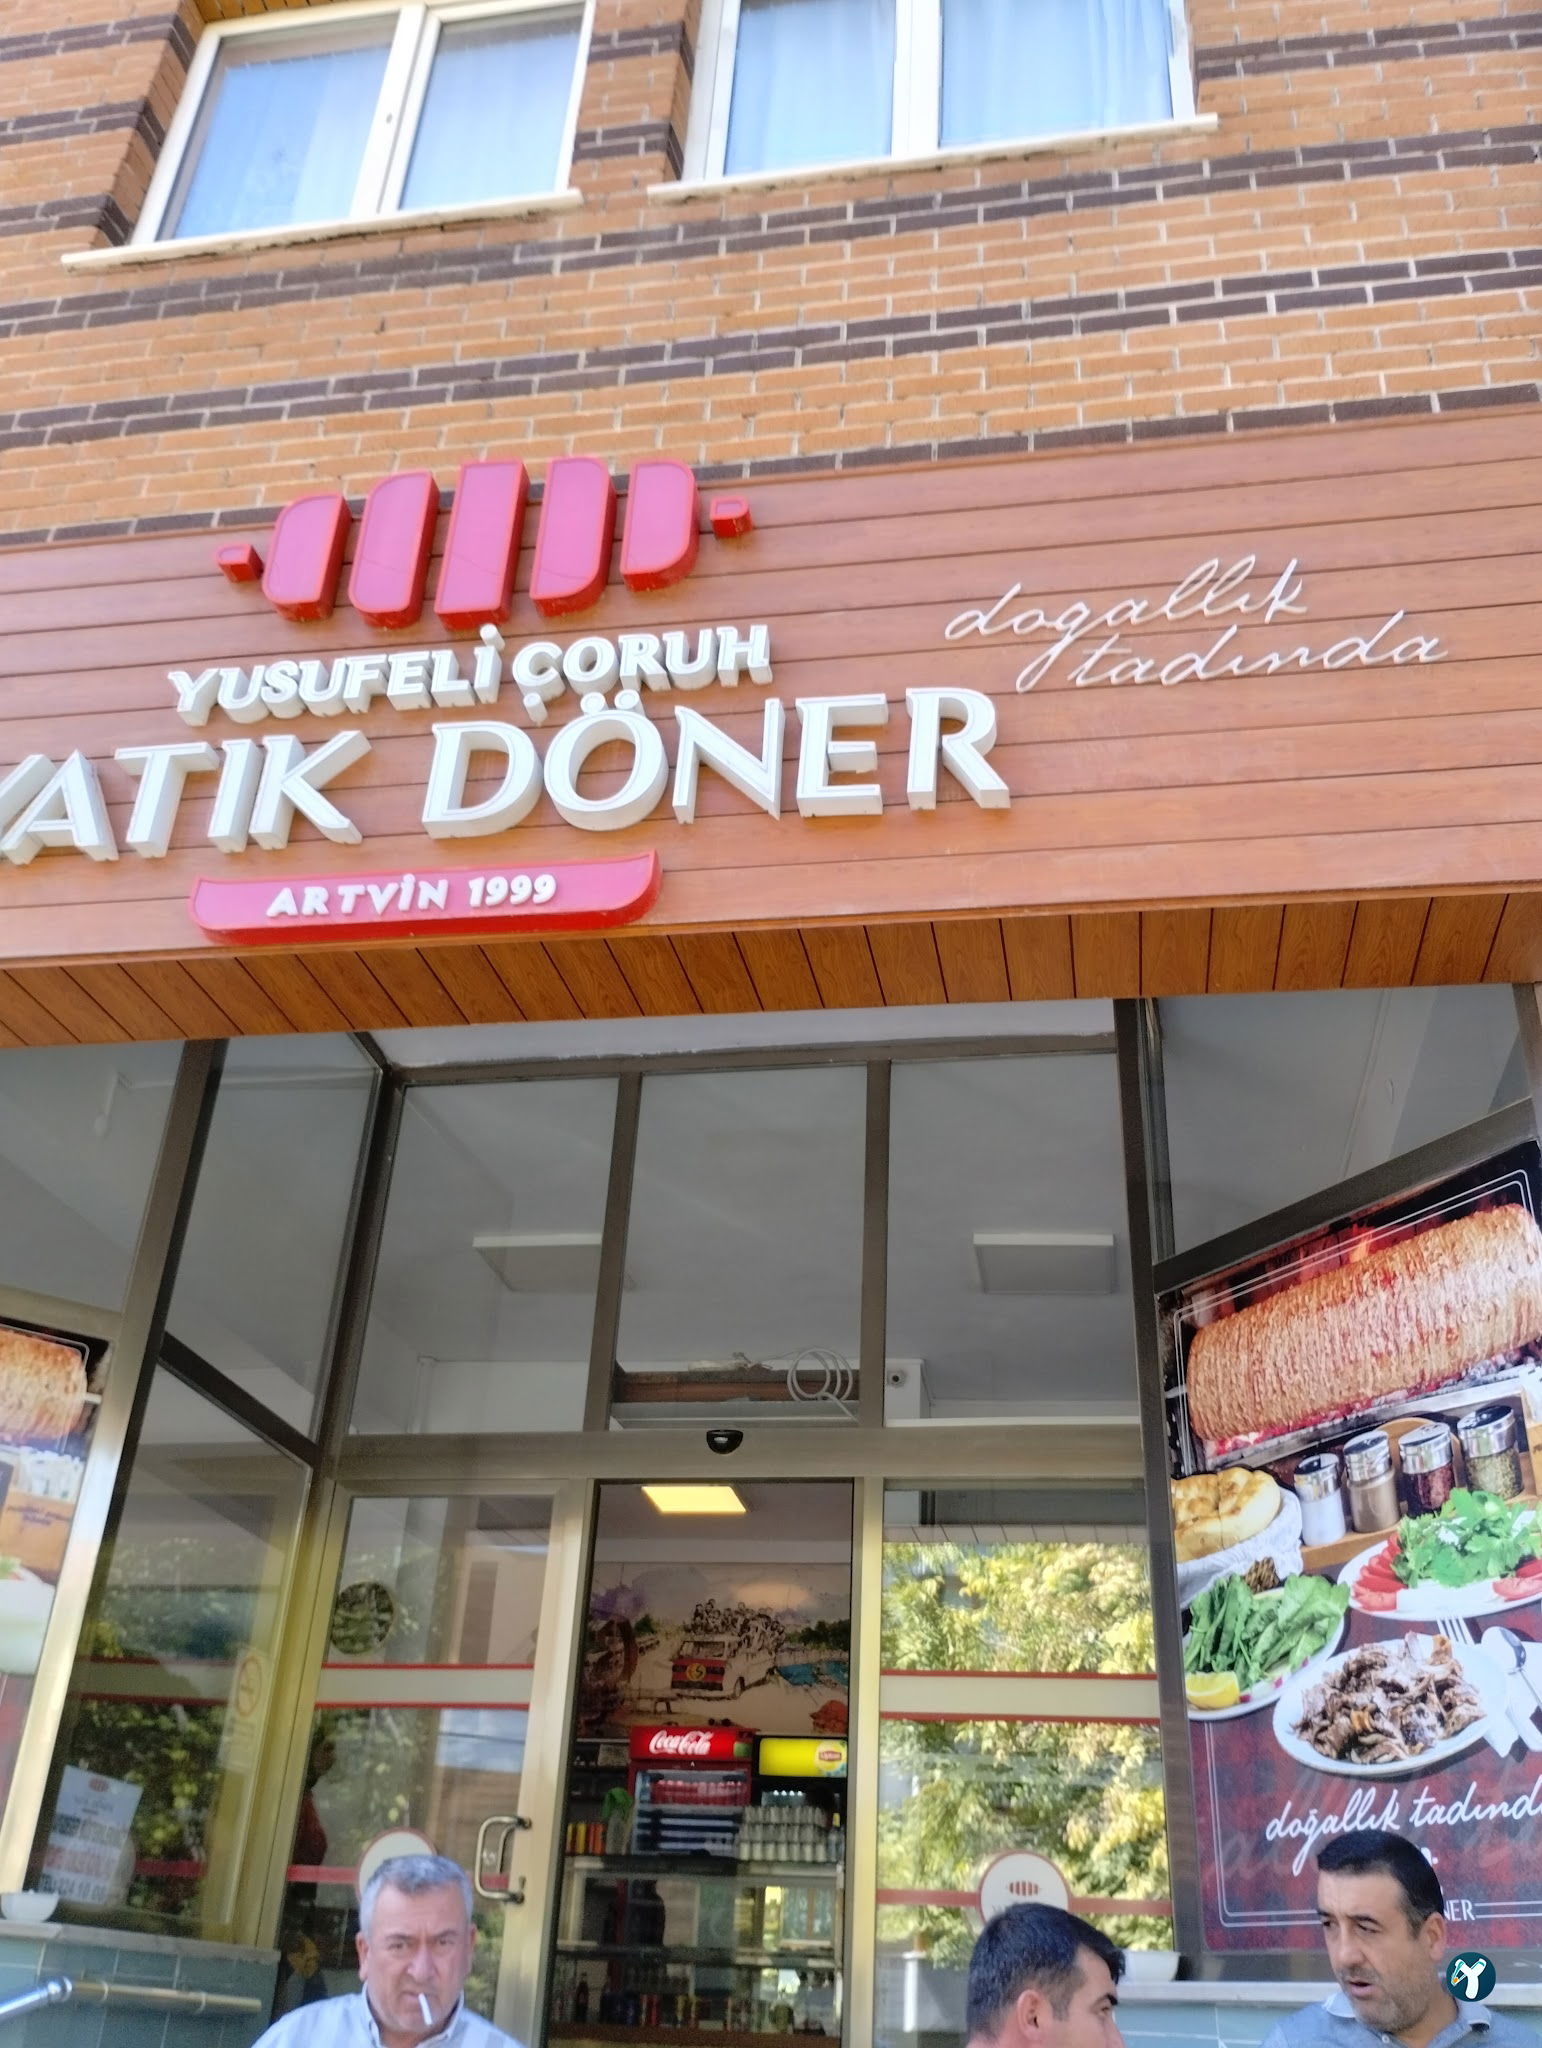 YUSUFELİ ÇORUH
YATIK DÖNER
ARTVİN 1999
doğallık
tadında
Coca-Cola
Lipton
doğallık tadında
NER